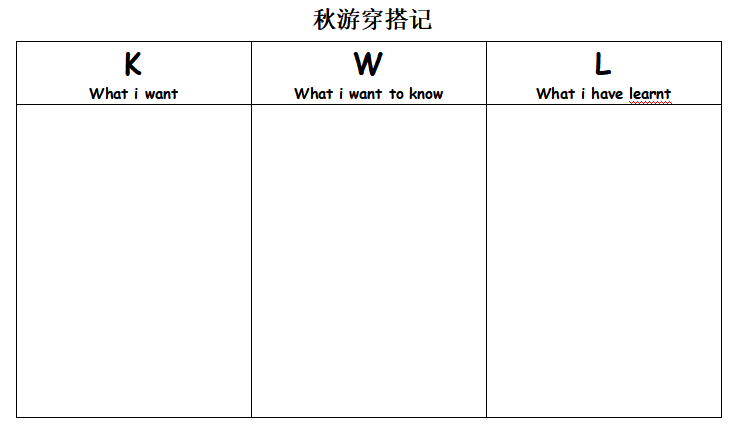 秋游穿搭记
K
What i want
W
What i want to know
L
What i have learnt